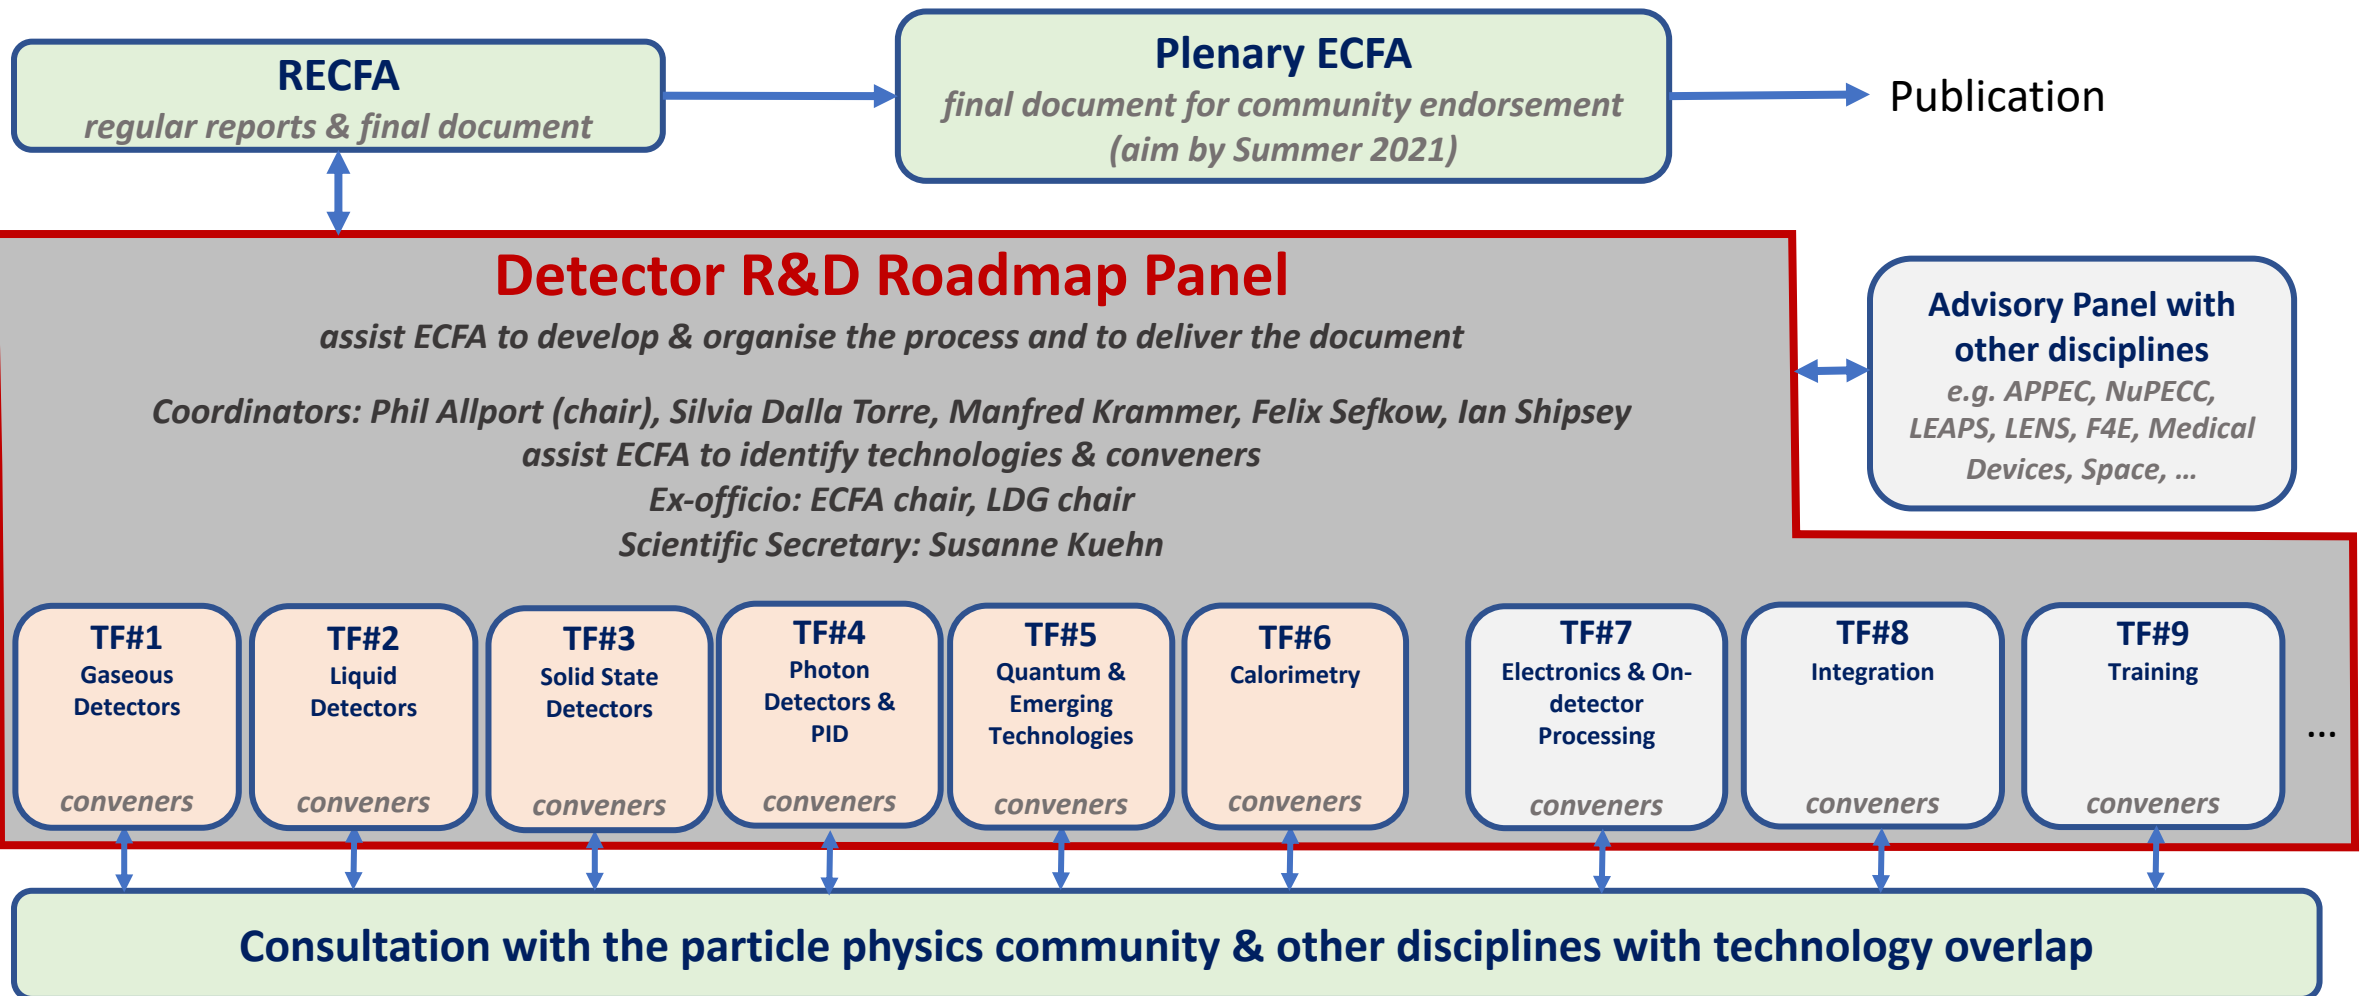 RECFA
regular reports & final document
Plenary ECFA
final document for community endorsement
(aim by Summer 2021)
Publication
Detector R&D Roadmap Panel
assist ECFA to develop & organise the process and to deliver the document
Coordinators: Phil Allport (chair), Silvia Dalla Torre, Manfred Krammer, Felix Sefkow, Ian Shipsey
assist ECFA to identify technologies & conveners
Ex-officio: ECFA chair, LDG chair
Scientific Secretary: Susanne Kuehn
Advisory Panel with
other disciplines
e.g. APPEC, NuPECC,
LEAPS, LENS, F4E, Medical
Devices, Space, …
TF#1
Gaseous
Detectors
conveners
TF#2
Liquid
Detectors
conveners
TF#3
Solid State
Detectors
conveners
TF#4
Photon
Detectors &
PID
conveners
TF#5
Quantum &
Emerging
Technologies
conveners
TF#6
Calorimetry
conveners
TF#7
Electronics & On-
detector
Processing
conveners
TF#8
Integration
conveners
TF#9
Training
conveners
…
Consultation with the particle physics community & other disciplines with technology overlap